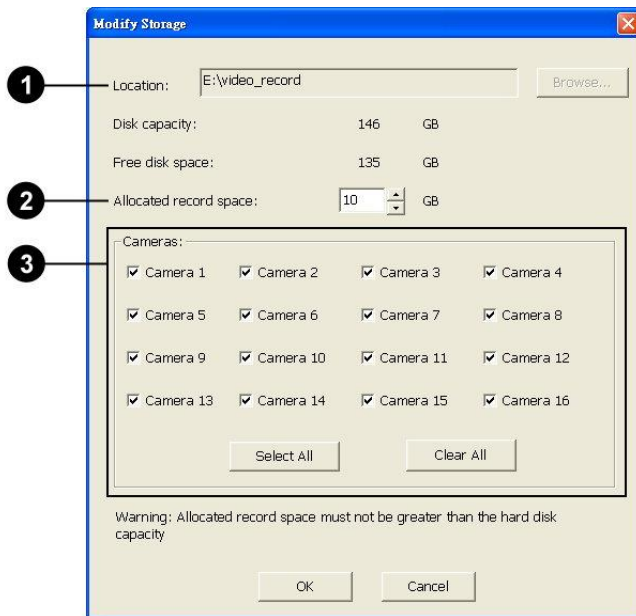 Modify Storage
1 Location: E:\video_record Browse...
Disk capacity: 146 GB
Free disk space: 135 GB
2 Allocated record space: 10 GB
3 Cameras:
Camera 1 Camera 2 Camera 3 Camera 4
Camera 5 Camera 6 Camera 7 Camera 8
Camera 9 Camera 10 Camera 11 Camera 12
Camera 13 Camera 14 Camera 15 Camera 16
Select All Clear All
Warning: Allocated record space must not be greater than the hard disk
capacity
OK Cancel